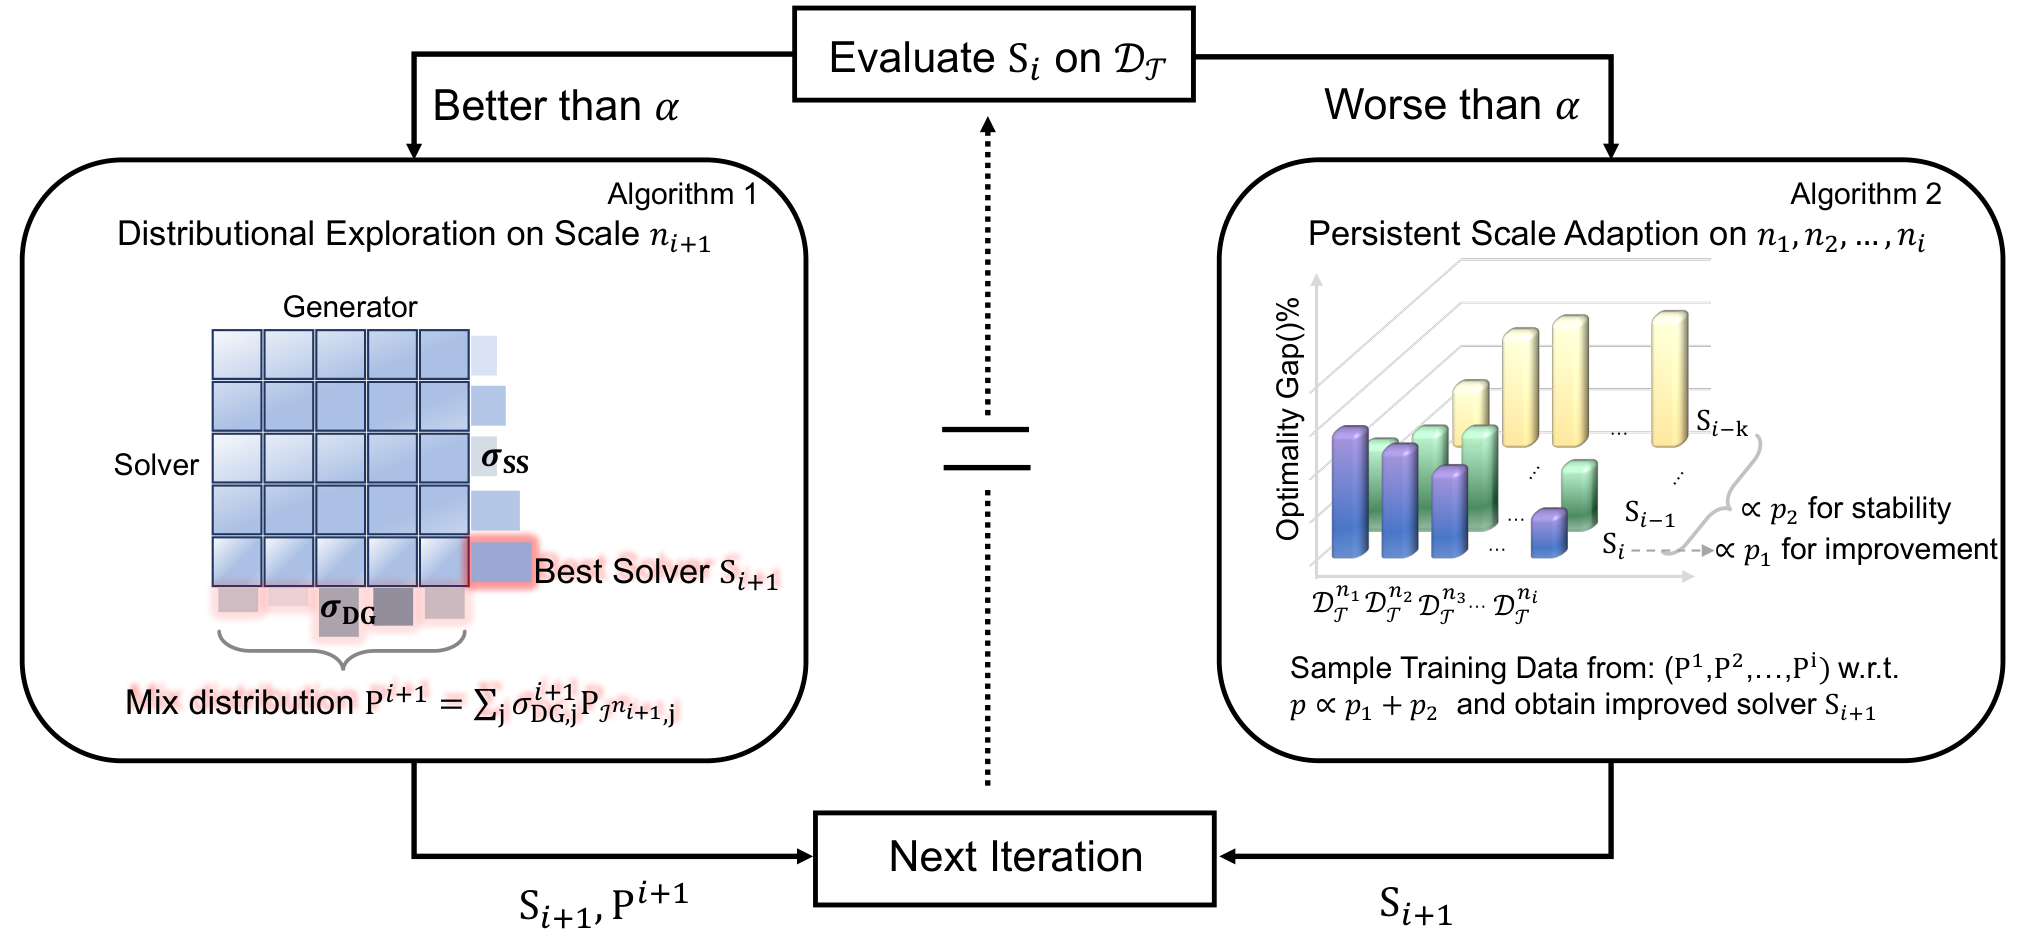 Evaluate S_i on 𝒟_𝒯
Better than α
Worse than α
Algorithm 1
Distributional Exploration on Scale n_{i+1}
Generator
Solver
σ_SS
Best Solver S_{i+1}
σ_DG
Mix distribution P^{i+1} = ∑_j σ^{i+1}_{DG,j} P_{𝒯^{n_{i+1}},j}
Algorithm 2
Persistent Scale Adaption on n_1, n_2, ..., n_i
Optimality Gap()%
...
S_{i−k}
...
...
S_{i−1}
∝ p_2 for stability
...
...
S_i
∝ p_1 for improvement
𝒟_𝒯^{n_1} 𝒟_𝒯^{n_2} 𝒟_𝒯^{n_3} ... 𝒟_𝒯^{n_i}
Sample Training Data from: (P^1,P^2,...,P^i) w.r.t.
p ∝ p_1 + p_2 and obtain improved solver S_{i+1}
Next Iteration
S_{i+1}, P^{i+1}
S_{i+1}